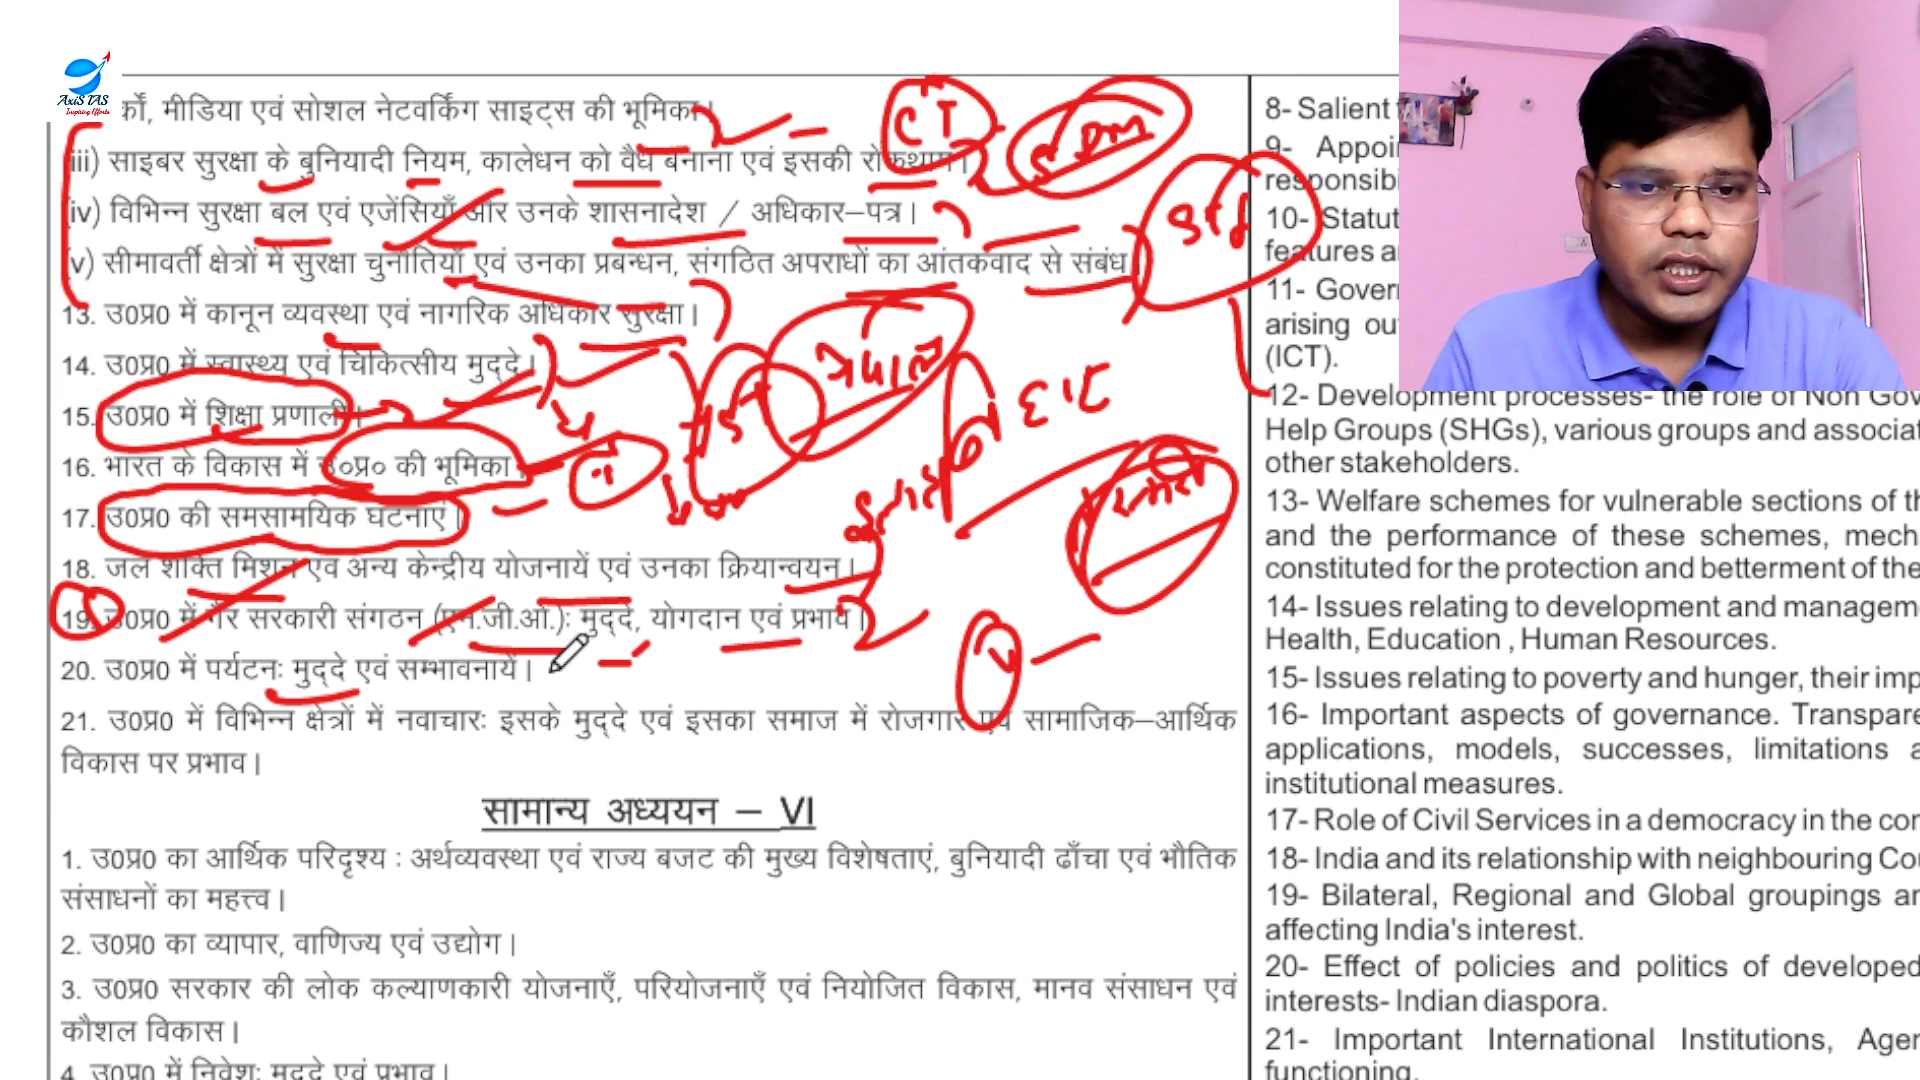 AxiS IAS
Inspiring Efforts
र्कों, मीडिया एवं सोशल नेटवर्किंग साइट्स की भूमिका।
iii) साइबर सुरक्षा के बुनियादी नियम, कालेधन को वैध बनाना एवं इसकी रोकथाम।
iv) विभिन्न सुरक्षा बल एवं एजेंसियाँ और उनके शासनादेश / अधिकार–पत्र।
v) सीमावर्ती क्षेत्रों में सुरक्षा चुनौतियाँ एवं उनका प्रबन्धन, संगठित अपराधों का आंतकवाद से संबंध
13. उ0प्र0 में कानून व्यवस्था एवं नागरिक अधिकार सुरक्षा।
14. उ0प्र0 में स्वास्थ्य एवं चिकित्सीय मुद्दे।
15. उ0प्र0 में शिक्षा प्रणाली।
16. भारत के विकास में उ०प्र० की भूमिका
17. उ0प्र0 की समसामयिक घटनाएं।
18. जल शक्ति मिशन एवं अन्य केन्द्रीय योजनायें एवं उनका क्रियान्वयन।
19. उ0प्र0 में गैर सरकारी संगठन (एन.जी.ओ.): मुद्दे, योगदान एवं प्रभाव।
20. उ0प्र0 में पर्यटनः मुद्दे एवं सम्भावनायें।
21. उ0प्र0 में विभिन्न क्षेत्रों में नवाचारः इसके मुद्दे एवं इसका समाज में रोजगार एवं सामाजिक–आर्थिक
विकास पर प्रभाव।
सामान्य अध्ययन – VI
1. उ0प्र0 का आर्थिक परिदृश्य : अर्थव्यवस्था एवं राज्य बजट की मुख्य विशेषताएं, बुनियादी ढाँचा एवं भौतिक
संसाधनों का महत्त्व।
2. उ0प्र0 का व्यापार, वाणिज्य एवं उद्योग।
3. उ0प्र0 सरकार की लोक कल्याणकारी योजनाएँ, परियोजनाएँ एवं नियोजित विकास, मानव संसाधन एवं
कौशल विकास।
4. उ0प्र0 में निवेशः मुद्दे एवं प्रभाव।
CT
SDM
8- Salient
9- Appoi
responsibi
10- Statut
features a
11- Gover
arising ou
(ICT).
12- Development processes- the role of Non Gov
Help Groups (SHGs), various groups and associat
other stakeholders.
13- Welfare schemes for vulnerable sections of th
and the performance of these schemes, mech
constituted for the protection and betterment of the
14- Issues relating to development and managem
Health, Education , Human Resources.
15- Issues relating to poverty and hunger, their imp
16- Important aspects of governance. Transpare
applications, models, successes, limitations a
institutional measures.
17- Role of Civil Services in a democracy in the con
18- India and its relationship with neighbouring Co
19- Bilateral, Regional and Global groupings an
affecting India's interest.
20- Effect of policies and politics of developed
interests- Indian diaspora.
21- Important International Institutions, Agen
functioning.